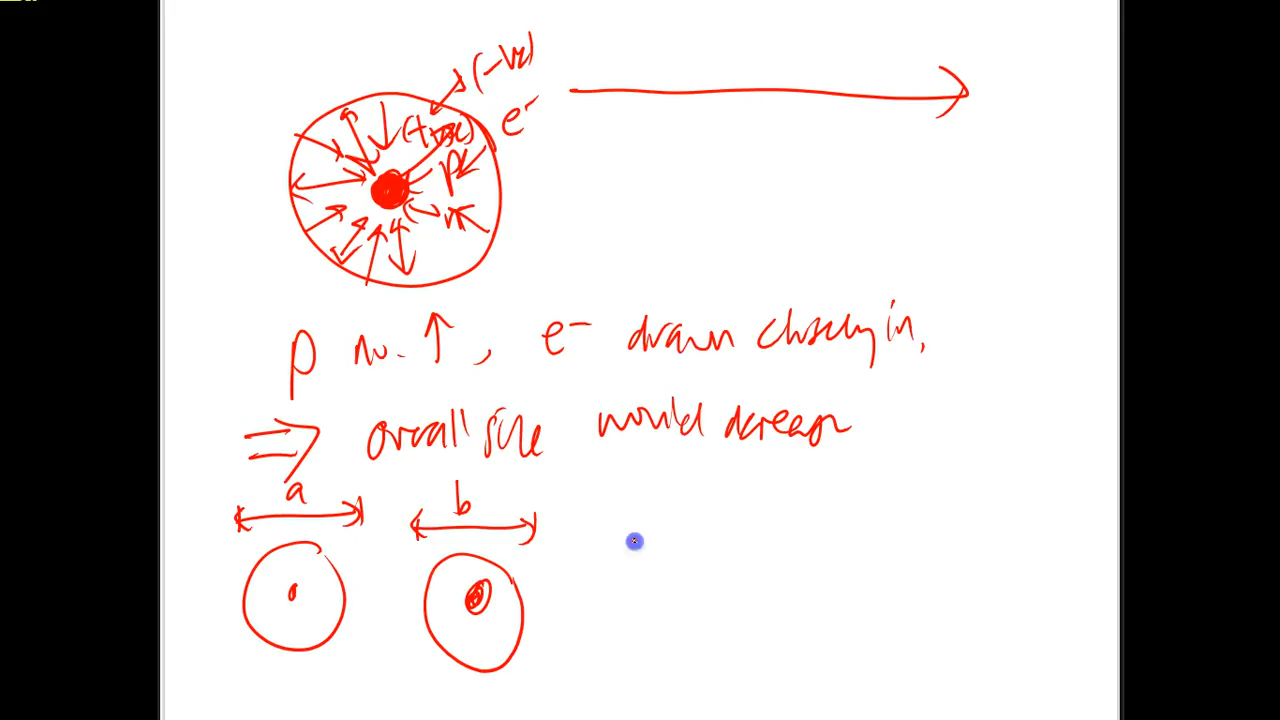 (-ve)
e⁻
(+ve)
p
n
p no. ↑, e⁻ drawn closely in,
⇒ overall size would decrease
a b